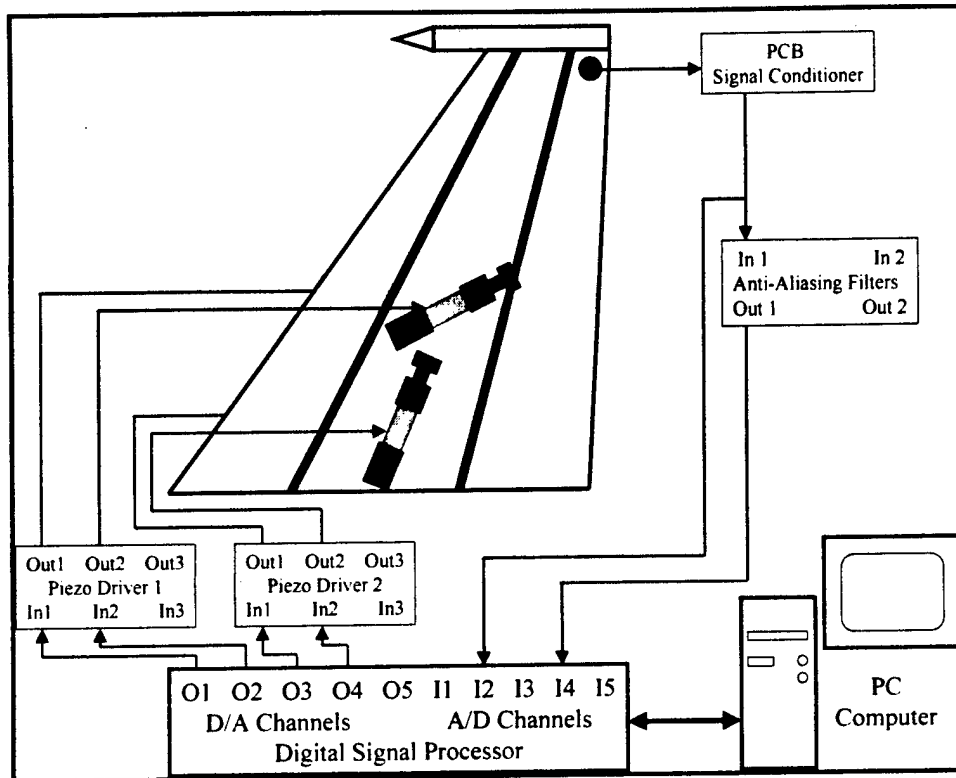 PCB
Signal Conditioner
In 1 In 2
Anti-Aliasing Filters
Out 1 Out 2
Out1 Out2 Out3
Piezo Driver 1
In1 In2 In3
Out1 Out2 Out3
Piezo Driver 2
In1 In2 In3
O1 O2 O3 O4 O5 I1 I2 I3 I4 I5
D/A Channels A/D Channels
Digital Signal Processor
PC
Computer